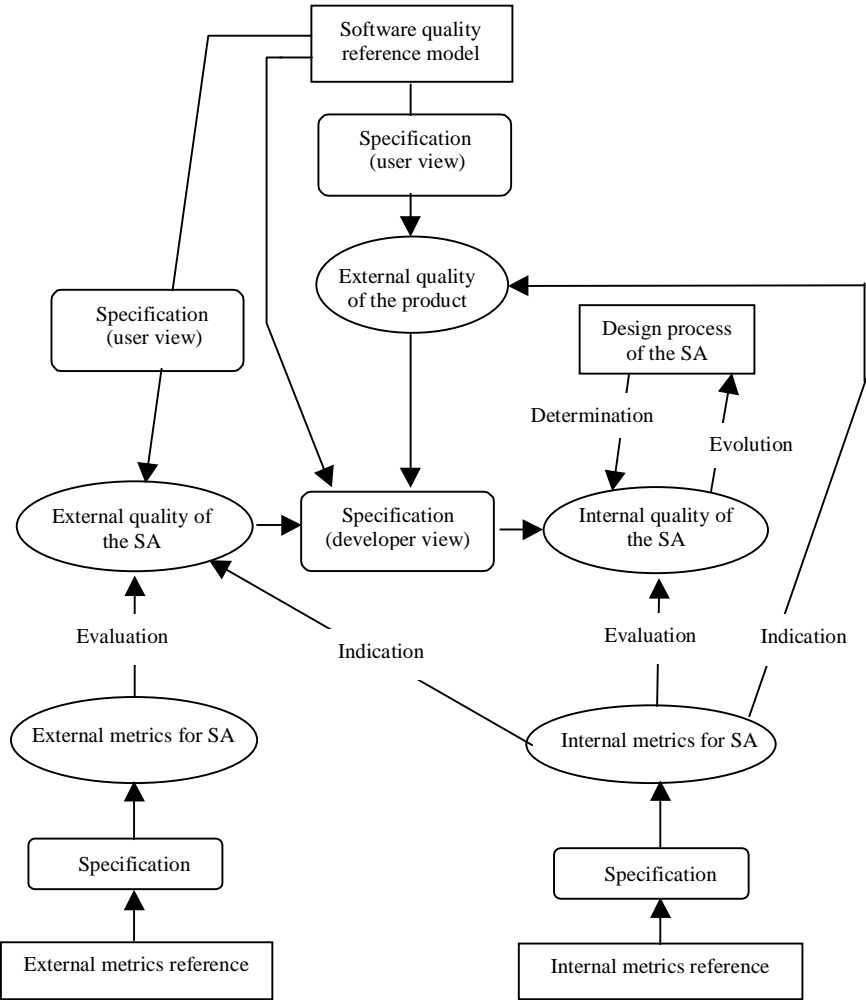 Software quality
reference model
Specification
(user view)
External quality
of the product
Specification
(user view)
Design process
of the SA
Determination
Evolution
External quality of
the SA
Specification
(developer view)
Internal quality of
the SA
Evaluation
Indication
Evaluation
Indication
External metrics for SA
Internal metrics for SA
Specification
Specification
External metrics reference
Internal metrics reference